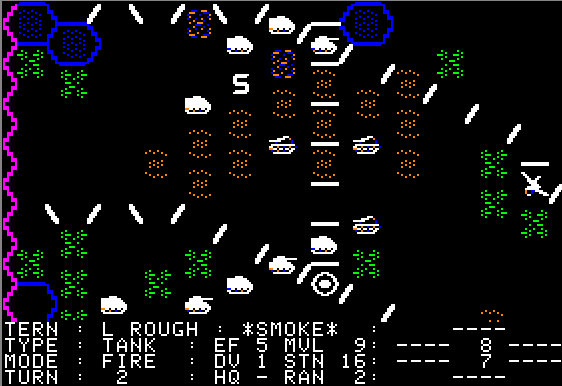 S
TERN : L ROUGH : *SMOKE* : ----
TYPE : TANK : EF 5 MVL 9: ---- 8 ----
MODE : FIRE : DV 1 STN 16: ---- 7 ----
TURN : 2 : HQ - RAN 2: ----